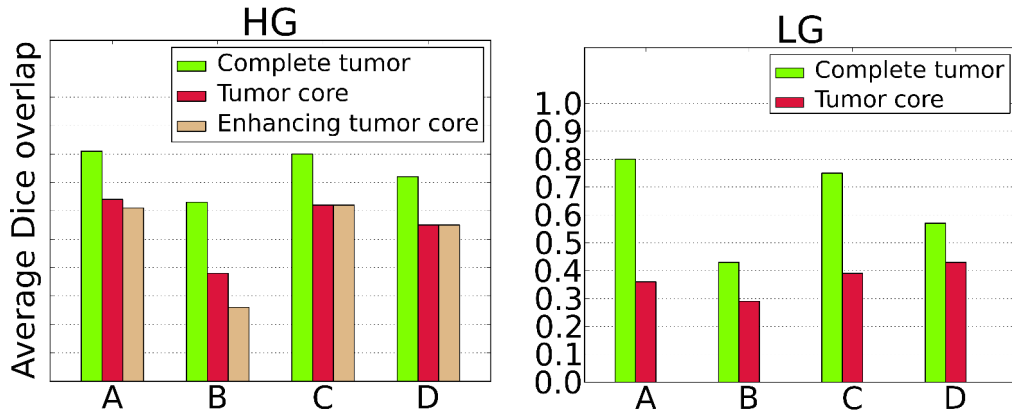 HG
Average Dice overlap
Complete tumor
Tumor core
Enhancing tumor core
A B C D
LG
Complete tumor
Tumor core
1.0
0.9
0.8
0.7
0.6
0.5
0.4
0.3
0.2
0.1
0.0
A B C D